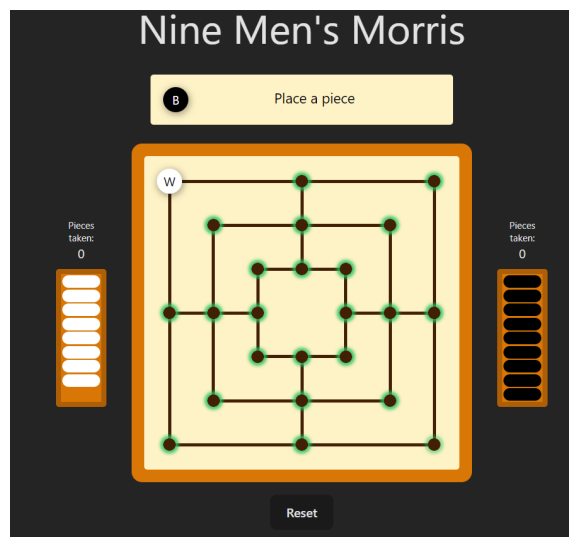 Nine Men's Morris
B
Place a piece
W
Pieces
taken:
0
Pieces
taken:
0
Reset